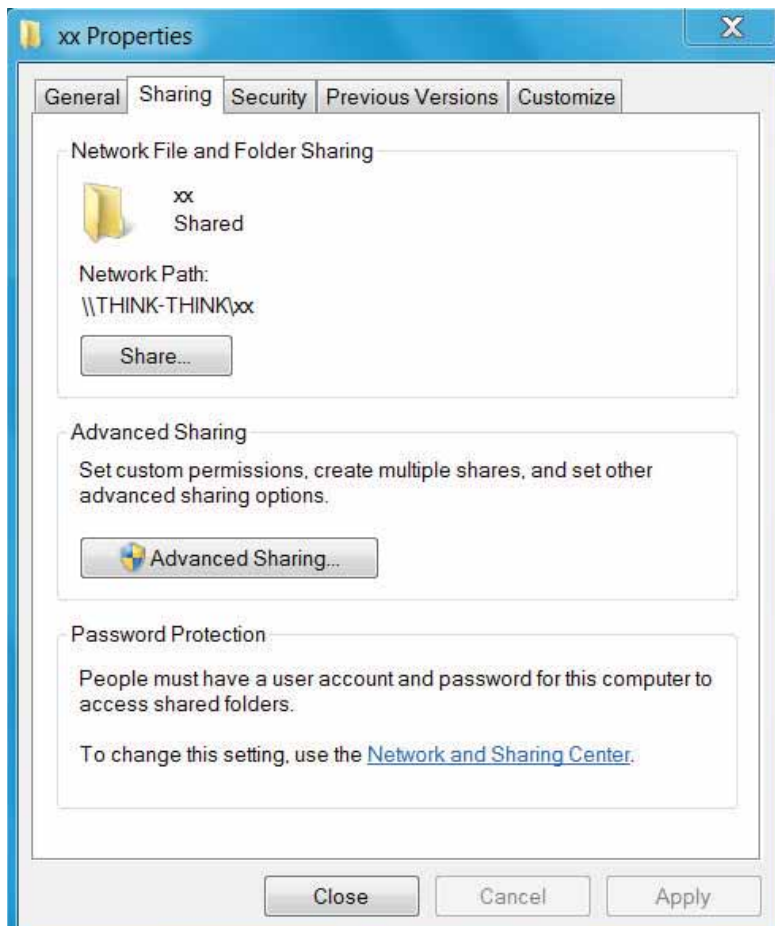 xx Properties
General Sharing Security Previous Versions Customize
Network File and Folder Sharing
xx
Shared
Network Path:
\\THINK-THINK\xx
Share...
Advanced Sharing
Set custom permissions, create multiple shares, and set other
advanced sharing options.
Advanced Sharing...
Password Protection
People must have a user account and password for this computer to
access shared folders.
To change this setting, use the Network and Sharing Center.
Close Cancel Apply